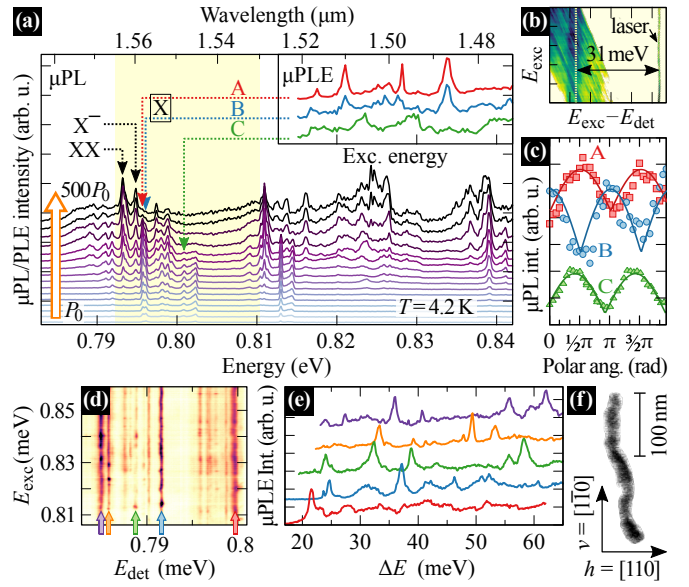 Wavelength (μm)
1.56 1.54 1.52 1.50 1.48
(a) μPL
X⁻
XX
X
A
B
C
μPLE
Exc. energy
500P₀
P₀
T = 4.2 K
μPL/PLE intensity (arb. u.)
0.79 0.80 0.81 0.82 0.83 0.84
Energy (eV)
(b)
laser
31 meV
E_exc
E_exc − E_det
(c)
A
B
C
μPL int. (arb. u.)
0 ½π π 3⁄2π
Polar ang. (rad)
(d)
E_exc (meV)
0.85
0.83
0.81
0.79 0.8
E_det (meV)
(e)
μPLE Int. (arb. u.)
20 30 40 50 60
ΔE (meV)
(f)
100 nm
v = [11̅0]
h = [110]